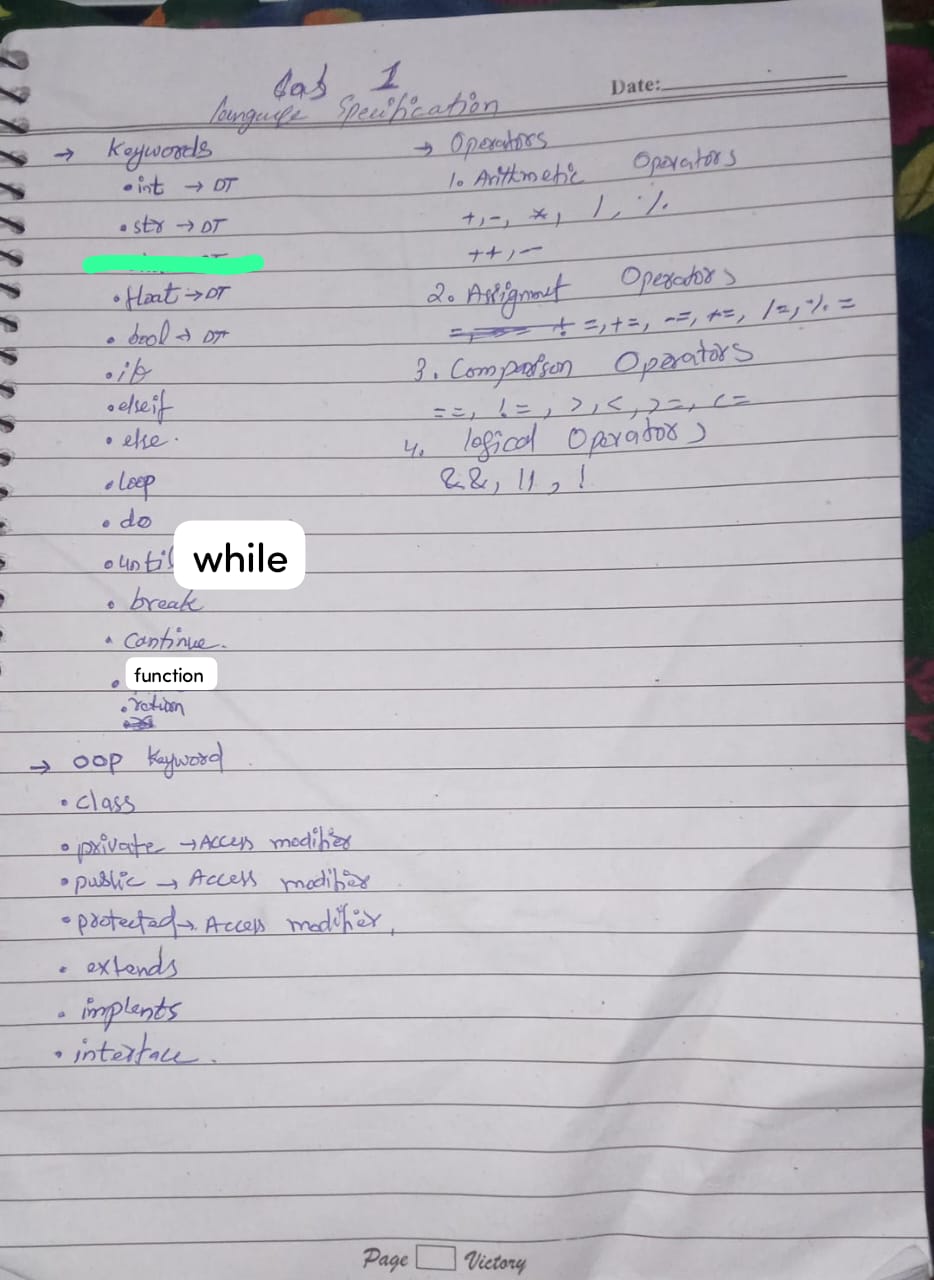 Lab 1
Date:
Language Specification
→ Keywords
• int → DT
• str → DT
• float → DT
• bool → DT
• if
• elseif
• else.
• loop
• do
• until while
• break
• Continue.
• function
• return
→ OOP Keyword
• class
• private → Access modifier
• public → Access modifier
• protected → Access modifier,
• extends
• implents
• interface.
→ Operators
1. Arithmetic Operators
+, -, *, /, %
++, --
2. Assignment Operators
=, +=, -=, *=, /=, %=
3. Comparison Operators
==, !=, >, <, >=, <=
4. logical Operators
&&, ||, !
Page Victory